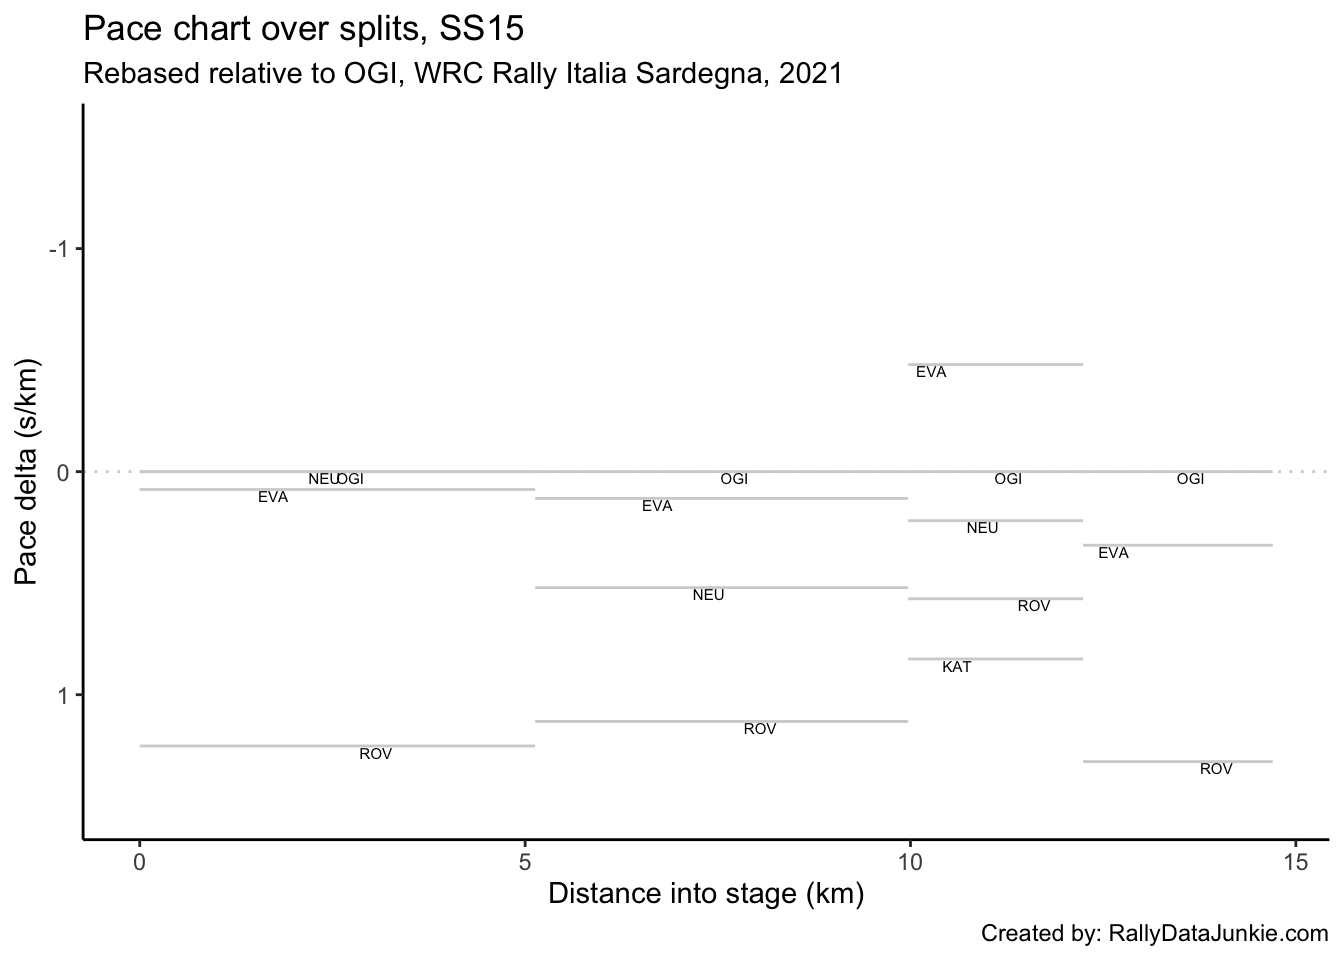 Pace chart over splits, SS15
Rebased relative to OGI, WRC Rally Italia Sardegna, 2021
Pace delta (s/km)
-1
EVA
0
NEU OGI OGI OGI OGI
EVA
EVA
NEU
EVA
NEU
ROV
KAT
1
ROV
ROV
ROV
0 5 10 15
Distance into stage (km)
Created by: RallyDataJunkie.com